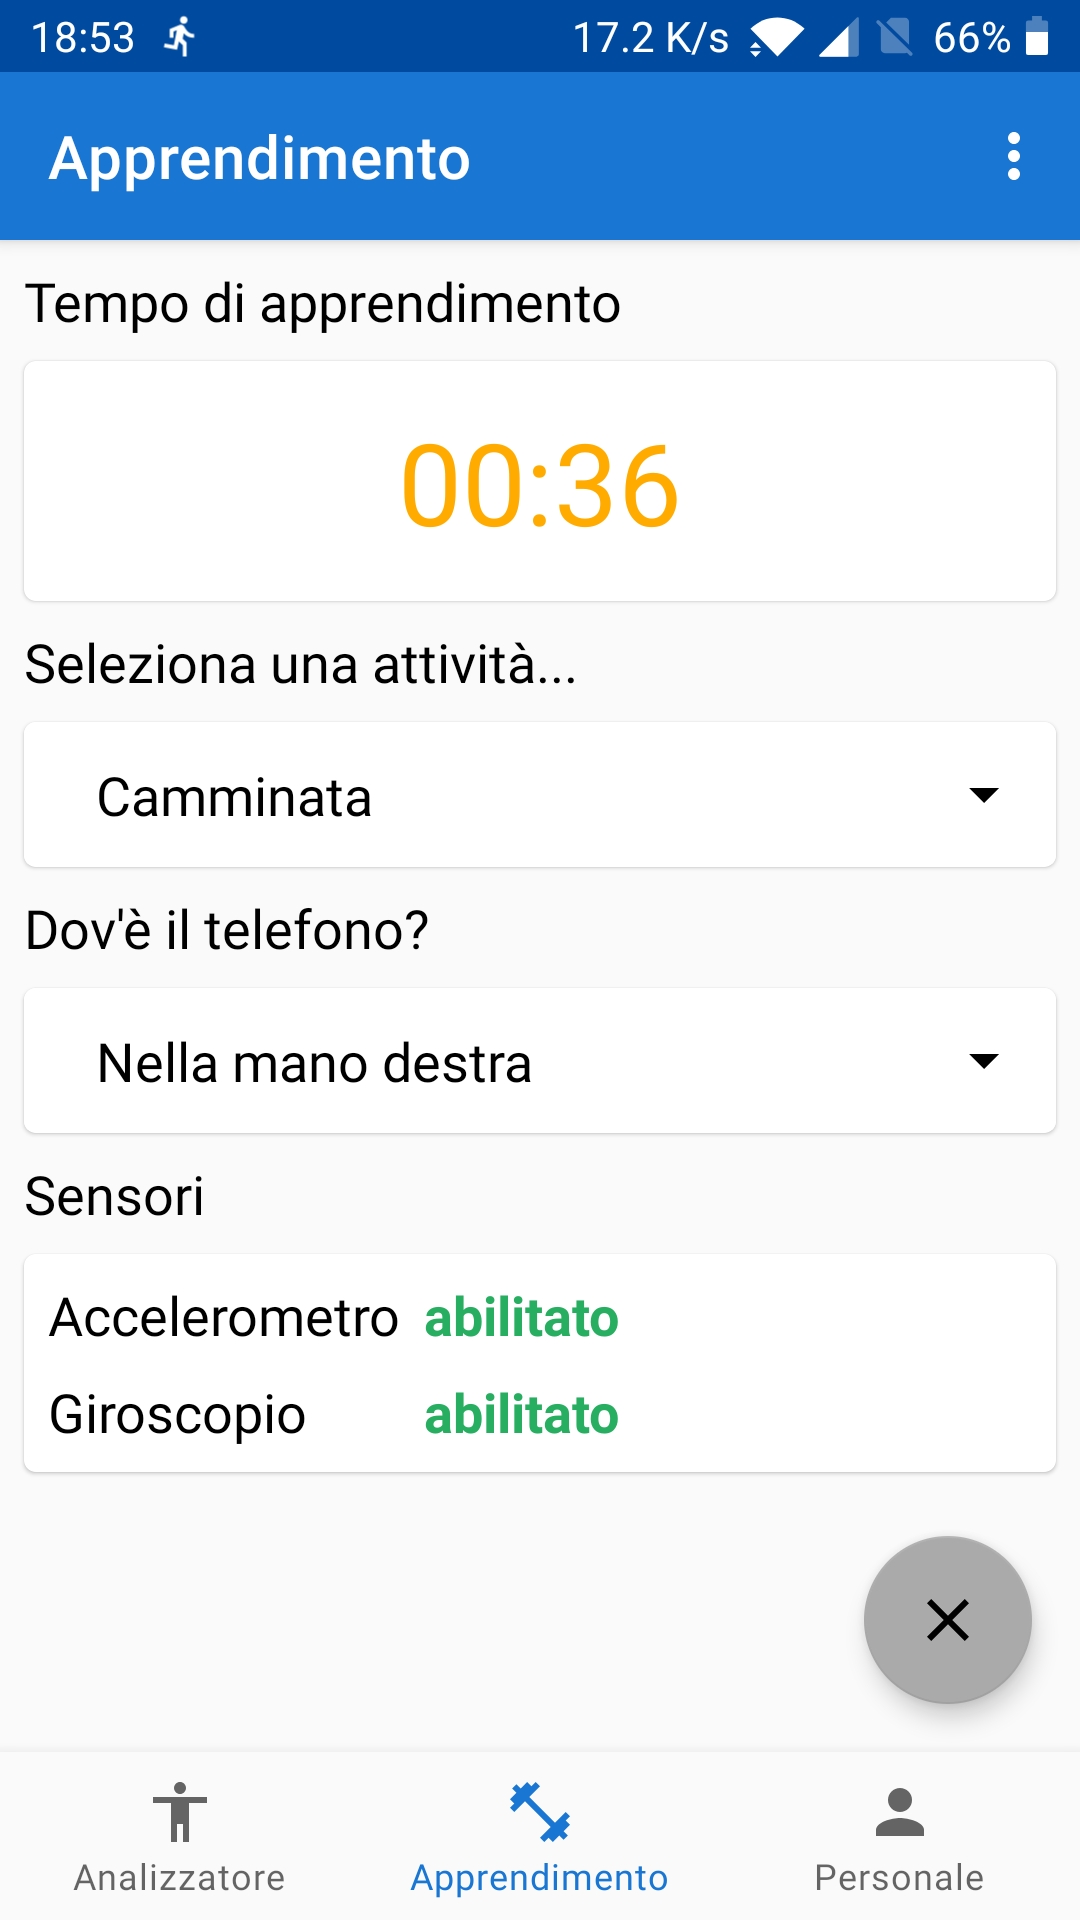 18:53 17.2 K/s 66%
Apprendimento
Tempo di apprendimento
00:36
Seleziona una attività...
Camminata
Dov'è il telefono?
Nella mano destra
Sensori
Accelerometro abilitato
Giroscopio abilitato
Analizzatore Apprendimento Personale